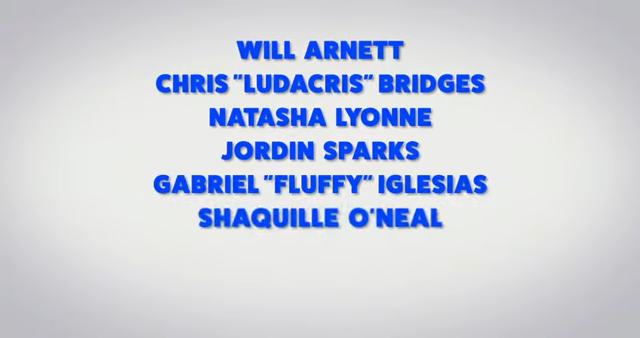 WILL ARNETT
CHRIS "LUDACRIS" BRIDGES
NATASHA LYONNE
JORDIN SPARKS
GABRIEL "FLUFFY" IGLESIAS
SHAQUILLE O'NEAL